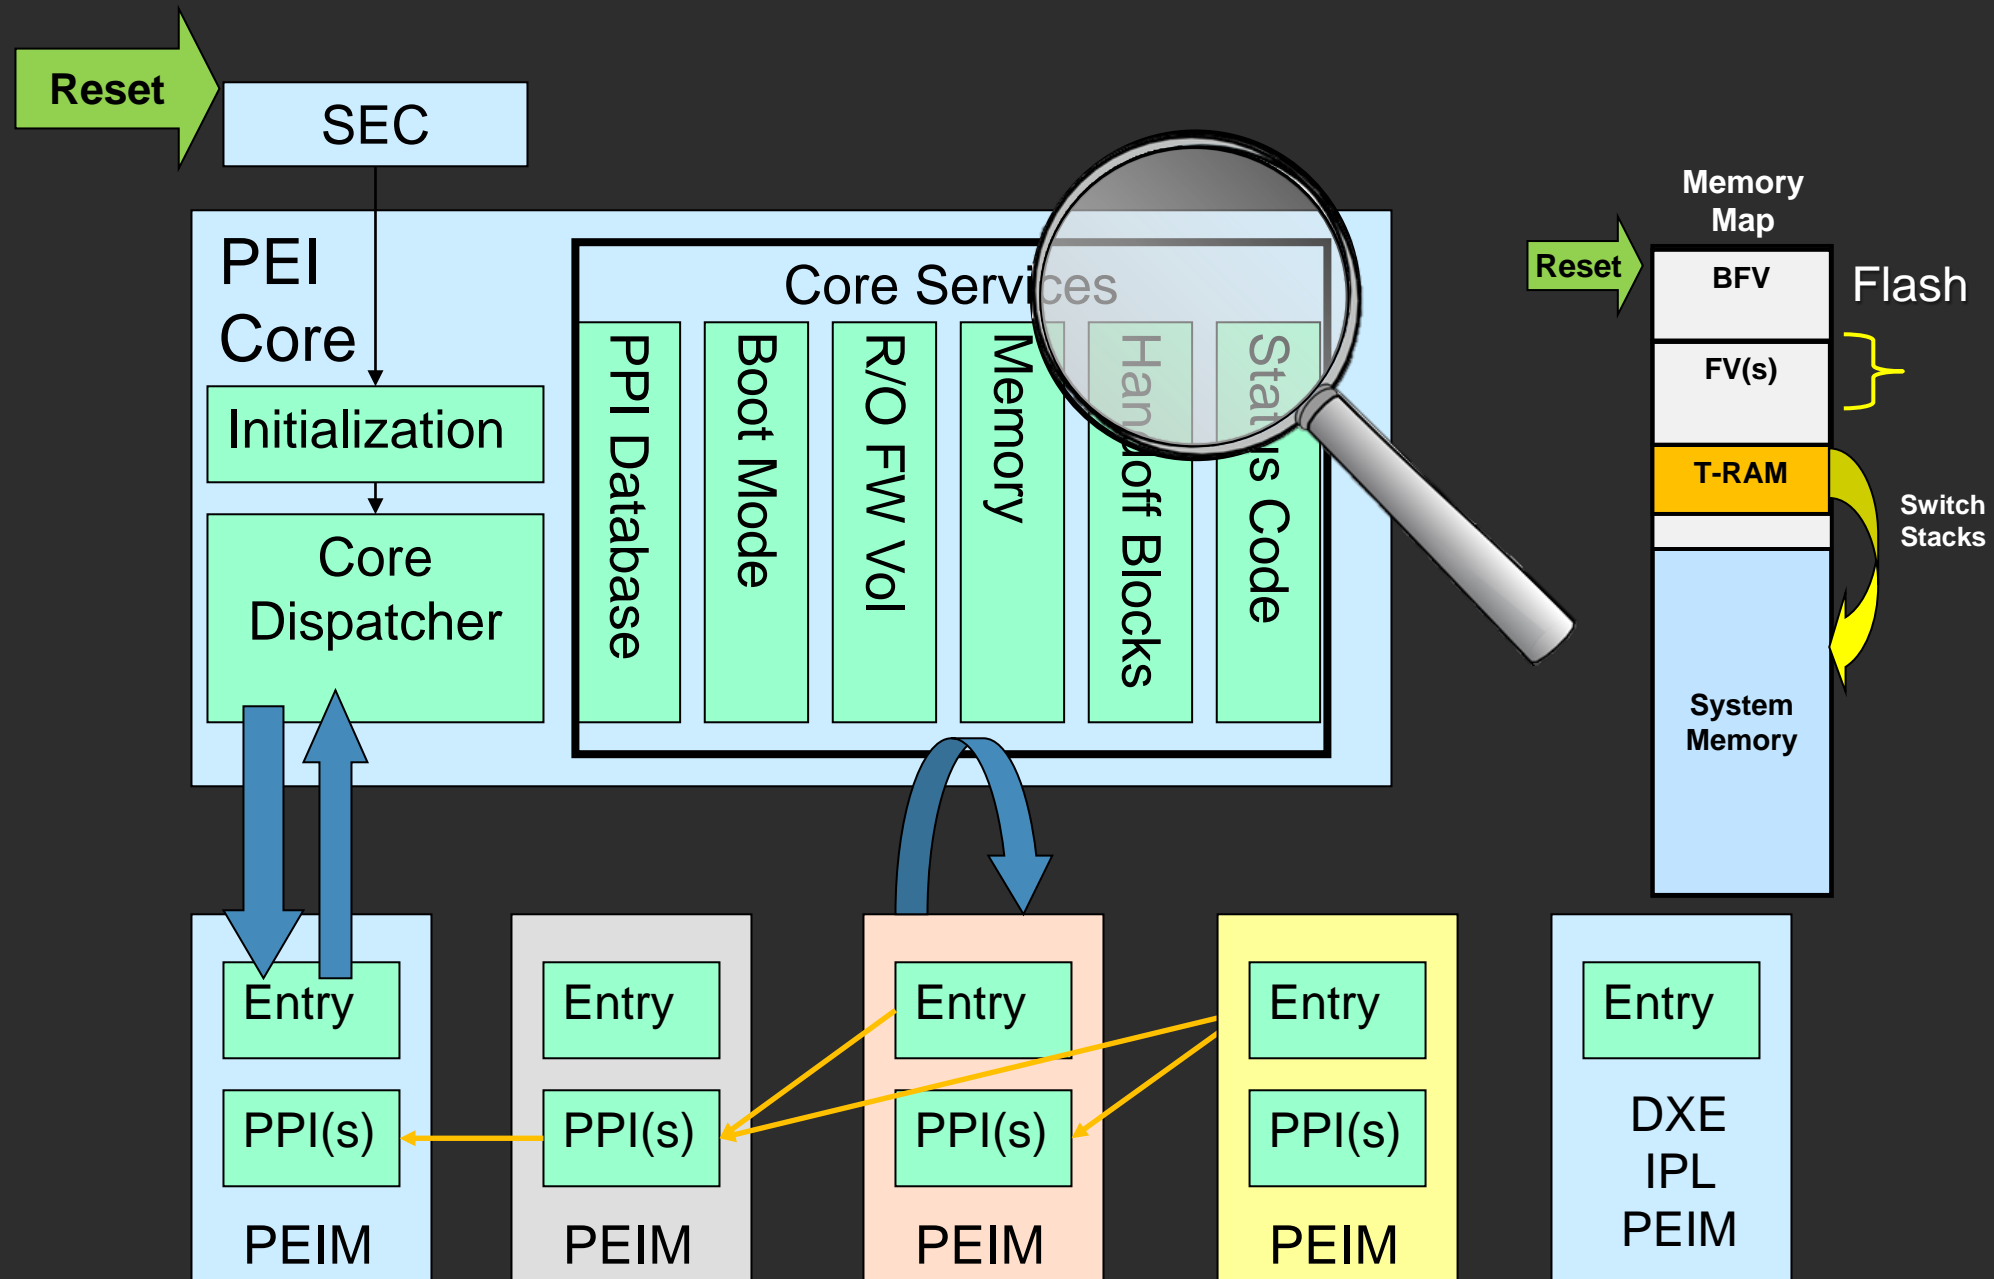 Reset
SEC
PEI
Core
Initialization
Core
Dispatcher
Core Services
PPI Database
Boot Mode
R/O FW Vol
Memory
Handoff Blocks
Status Code
Memory
Map
Reset
BFV
Flash
FV(s)
T-RAM
Switch
Stacks
System
Memory
Entry
PPI(s)
PEIM
Entry
PPI(s)
PEIM
Entry
PPI(s)
PEIM
Entry
PPI(s)
PEIM
Entry
DXE
IPL
PEIM